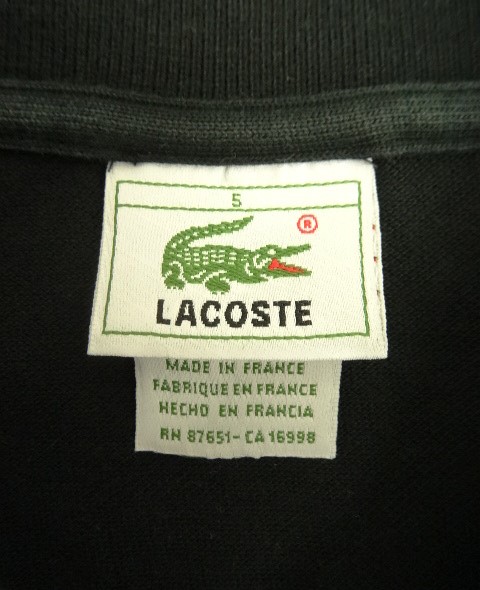 5
®
LACOSTE
MADE IN FRANCE
FABRIQUE EN FRANCE
HECHO EN FRANCIA
RN 87651-CA 16998